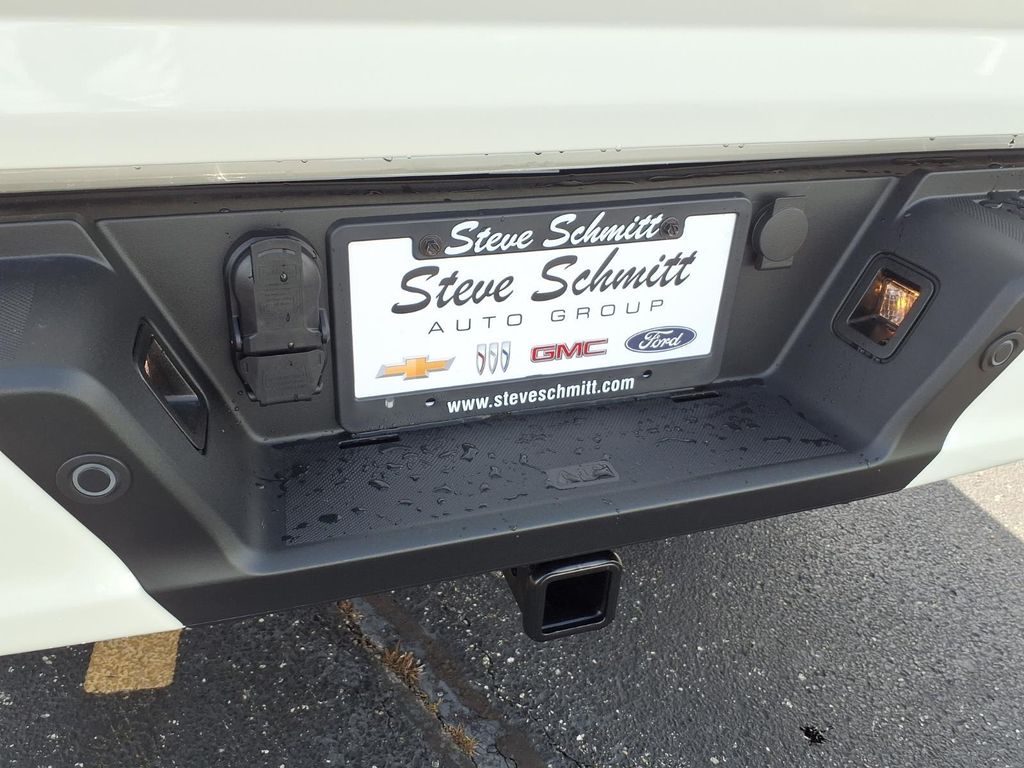 Steve Schmitt
Steve Schmitt
AUTO GROUP
GMC
Ford
www.steveschmitt.com